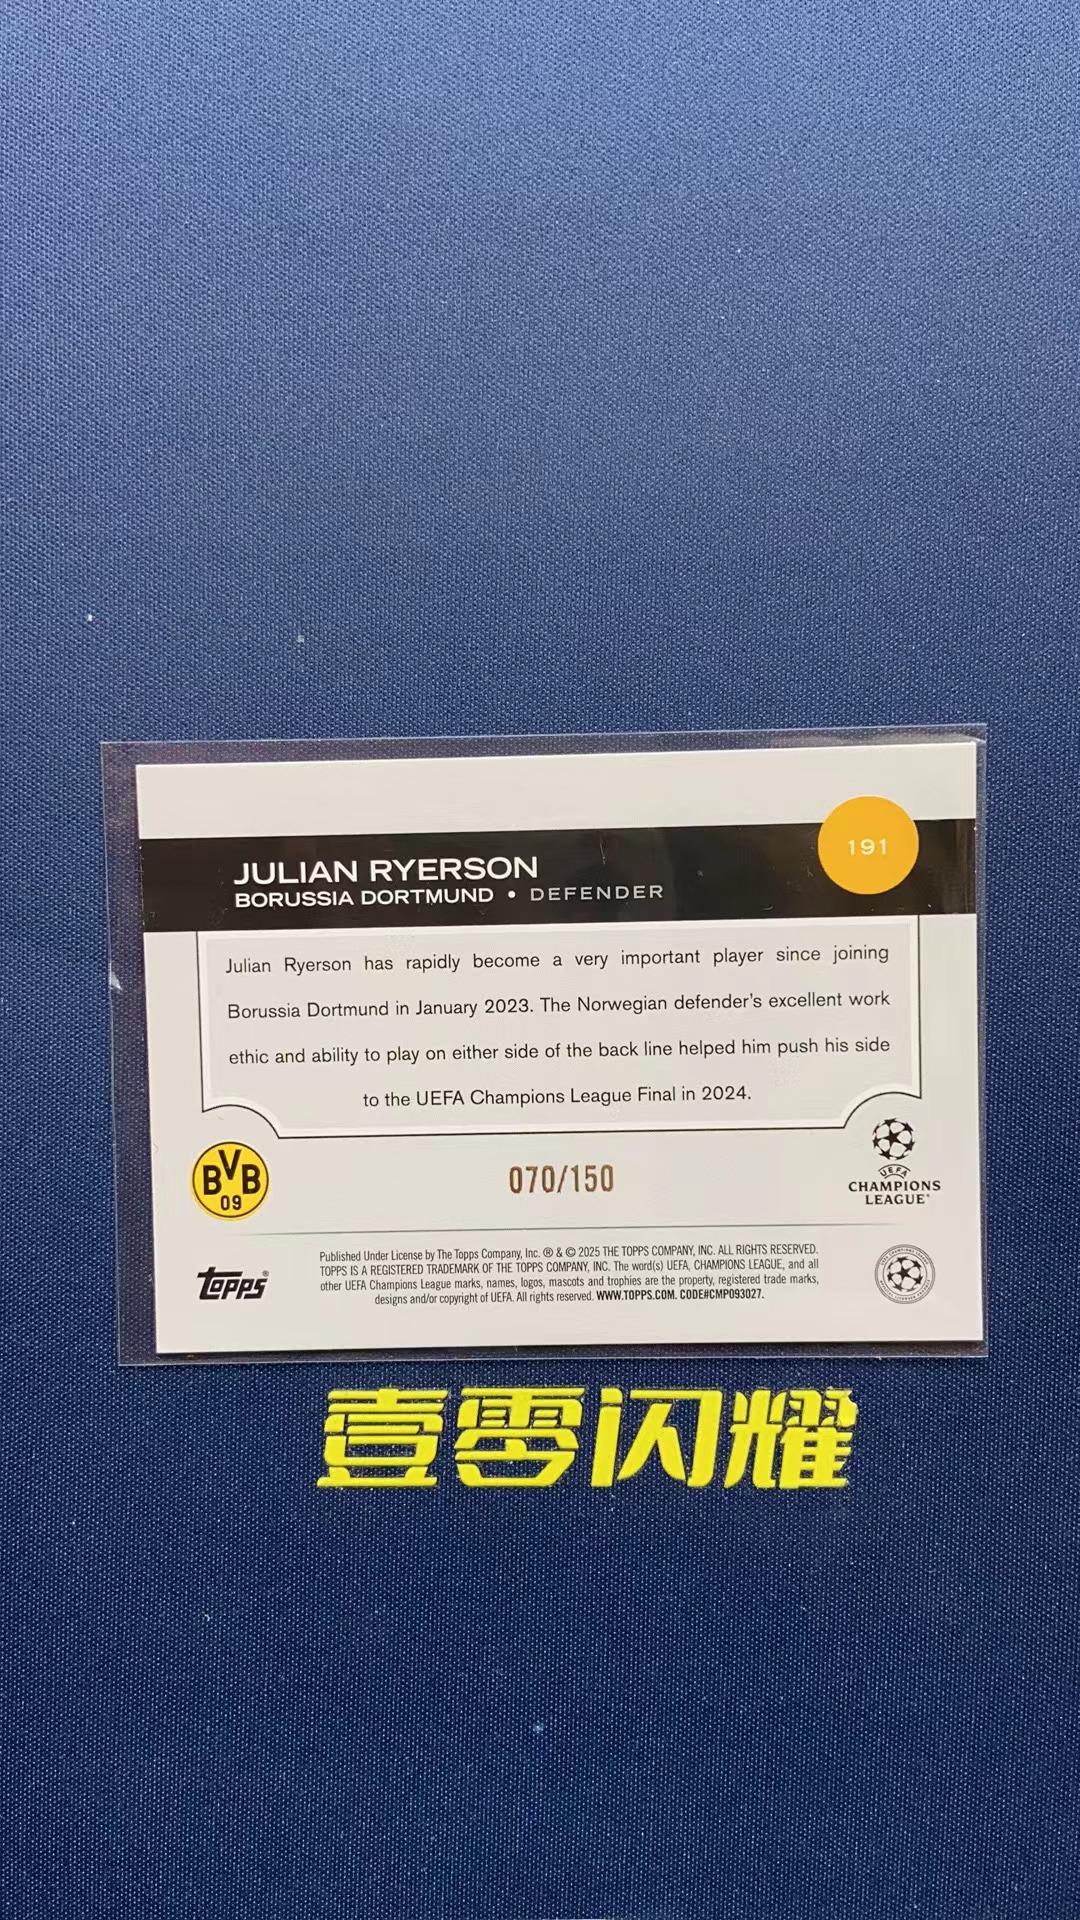 JULIAN RYERSON
BORUSSIA DORTMUND • DEFENDER
191
Julian Ryerson has rapidly become a very important player since joining
Borussia Dortmund in January 2023. The Norwegian defender's excellent work
ethic and ability to play on either side of the back line helped him push his side
to the UEFA Champions League Final in 2024.
BVB
09
070/150
UEFA
CHAMPIONS
LEAGUE®
topps®
Published Under License by The Topps Company, Inc. ® & © 2025 THE TOPPS COMPANY, INC. ALL RIGHTS RESERVED.
TOPPS IS A REGISTERED TRADEMARK OF THE TOPPS COMPANY, INC. The word(s) UEFA, CHAMPIONS LEAGUE, and all
other UEFA Champions League marks, names, logos, mascots and trophies are the property, registered trade marks,
designs and/or copyright of UEFA. All rights reserved. WWW.TOPPS.COM. CODE#CMP093027.
壹零闪耀